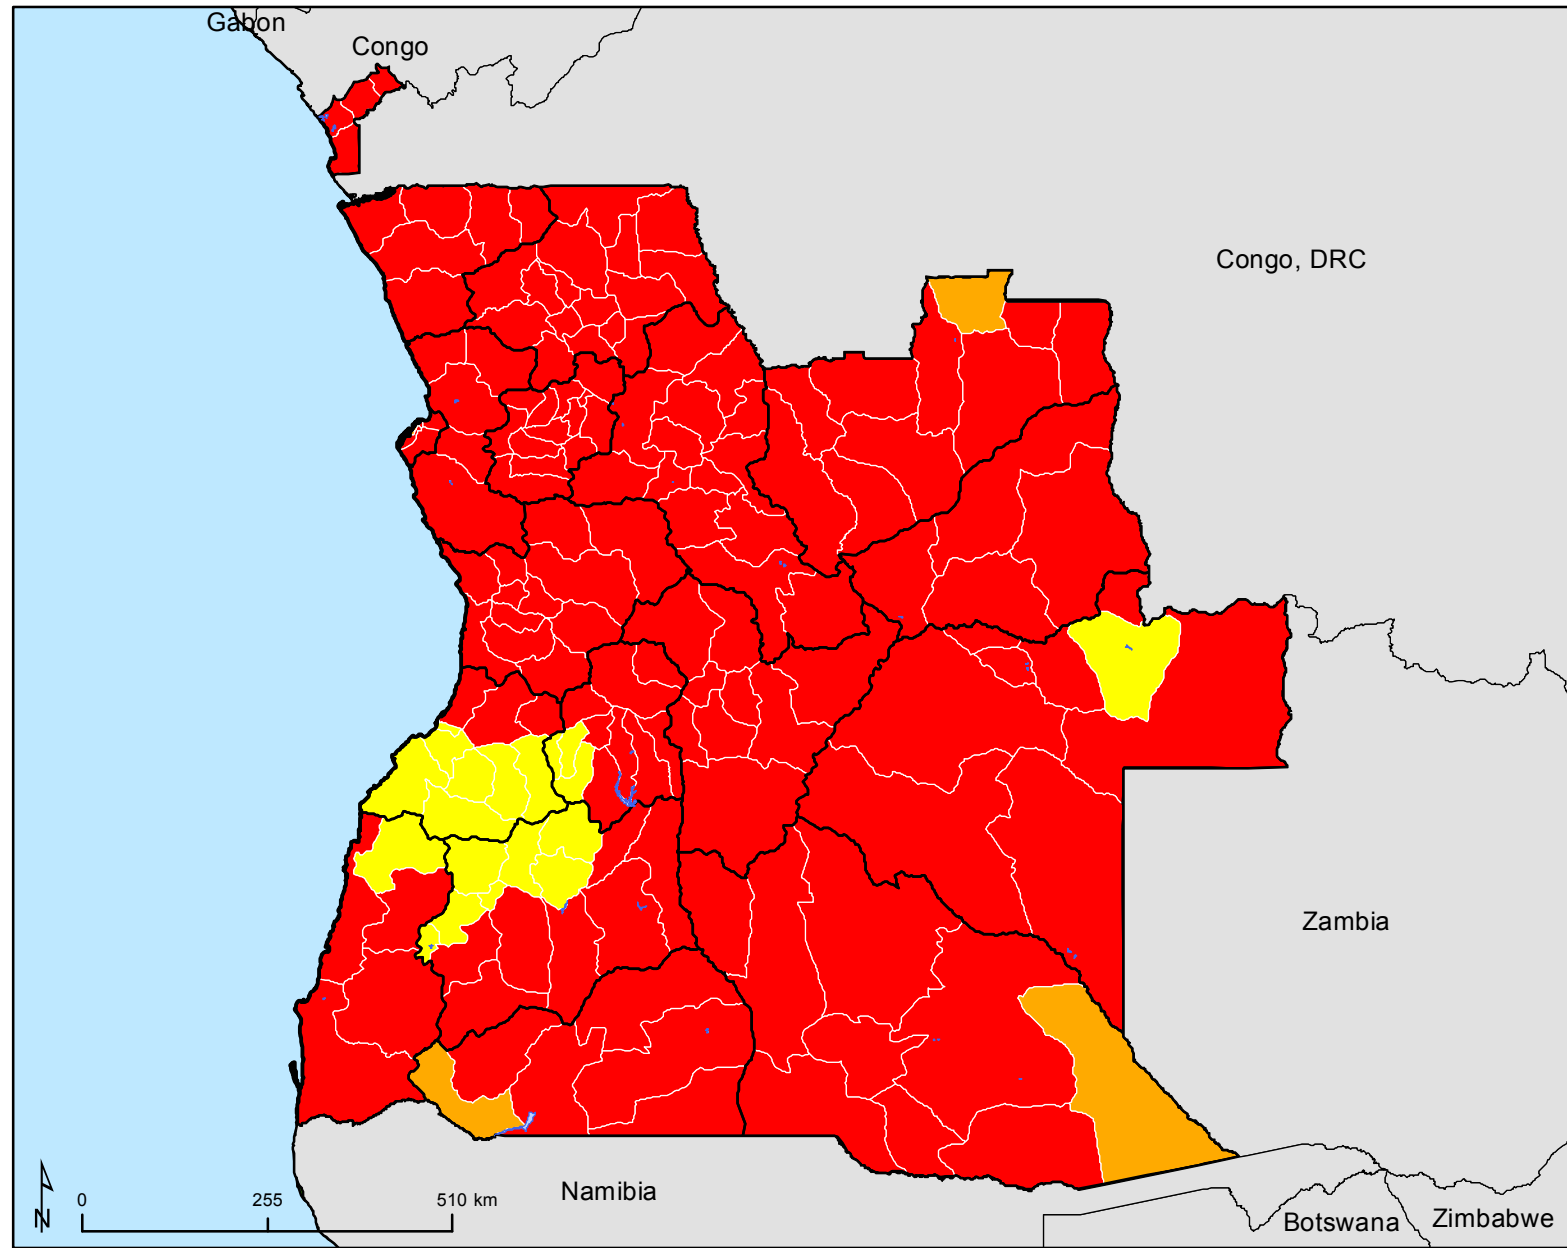 Gabon
Congo
Congo, DRC
Zambia
Namibia
Botswana
Zimbabwe
N
0 255 510 km